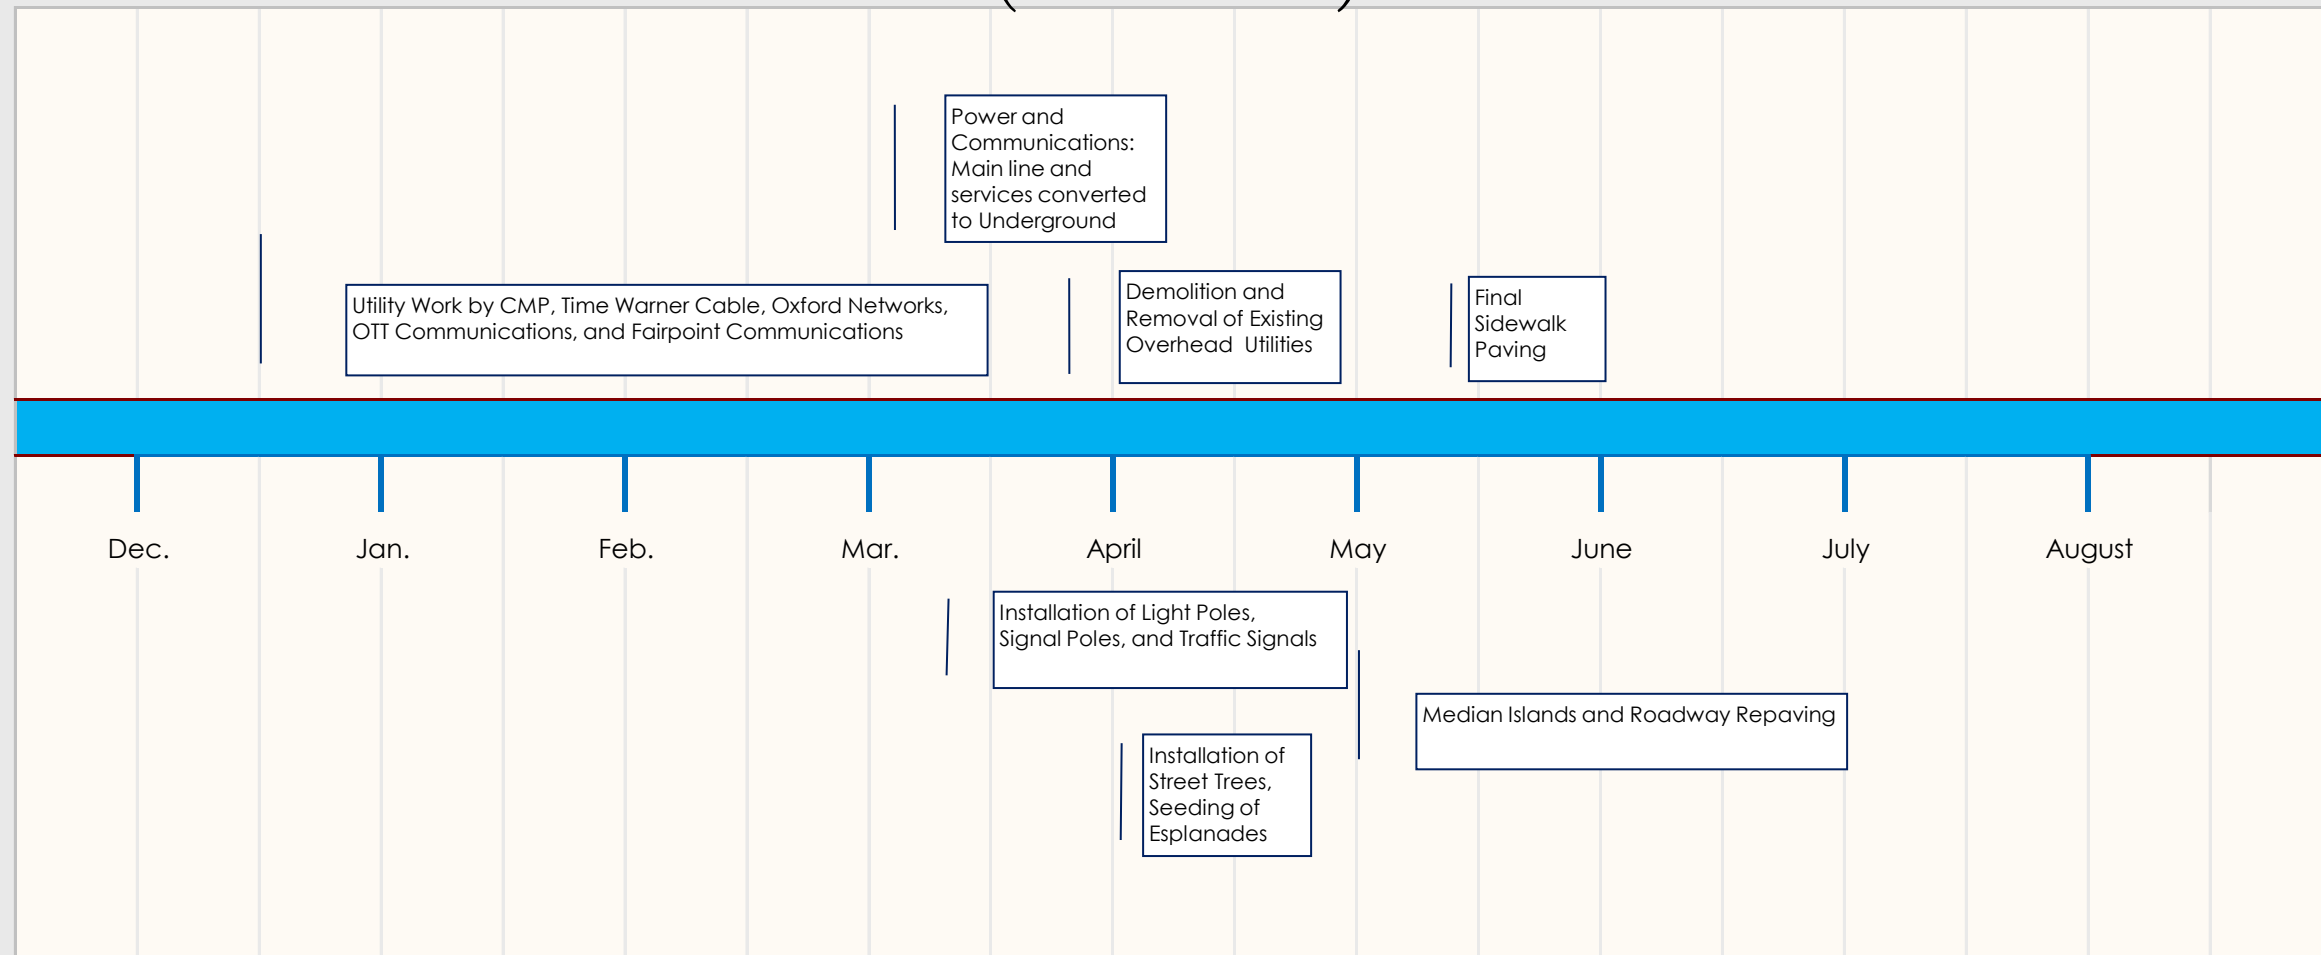 Power and
Communications:
Main line and
services converted
to Underground
Utility Work by CMP, Time Warner Cable, Oxford Networks,
OTT Communications, and Fairpoint Communications
Demolition and
Removal of Existing
Overhead  Utilities
Final
Sidewalk
Paving
Dec.
Jan.
Feb.
Mar.
April
May
June
July
August
Installation of Light Poles,
Signal Poles, and Traffic Signals
Median Islands and Roadway Repaving
Installation of
Street Trees,
Seeding of
Esplanades